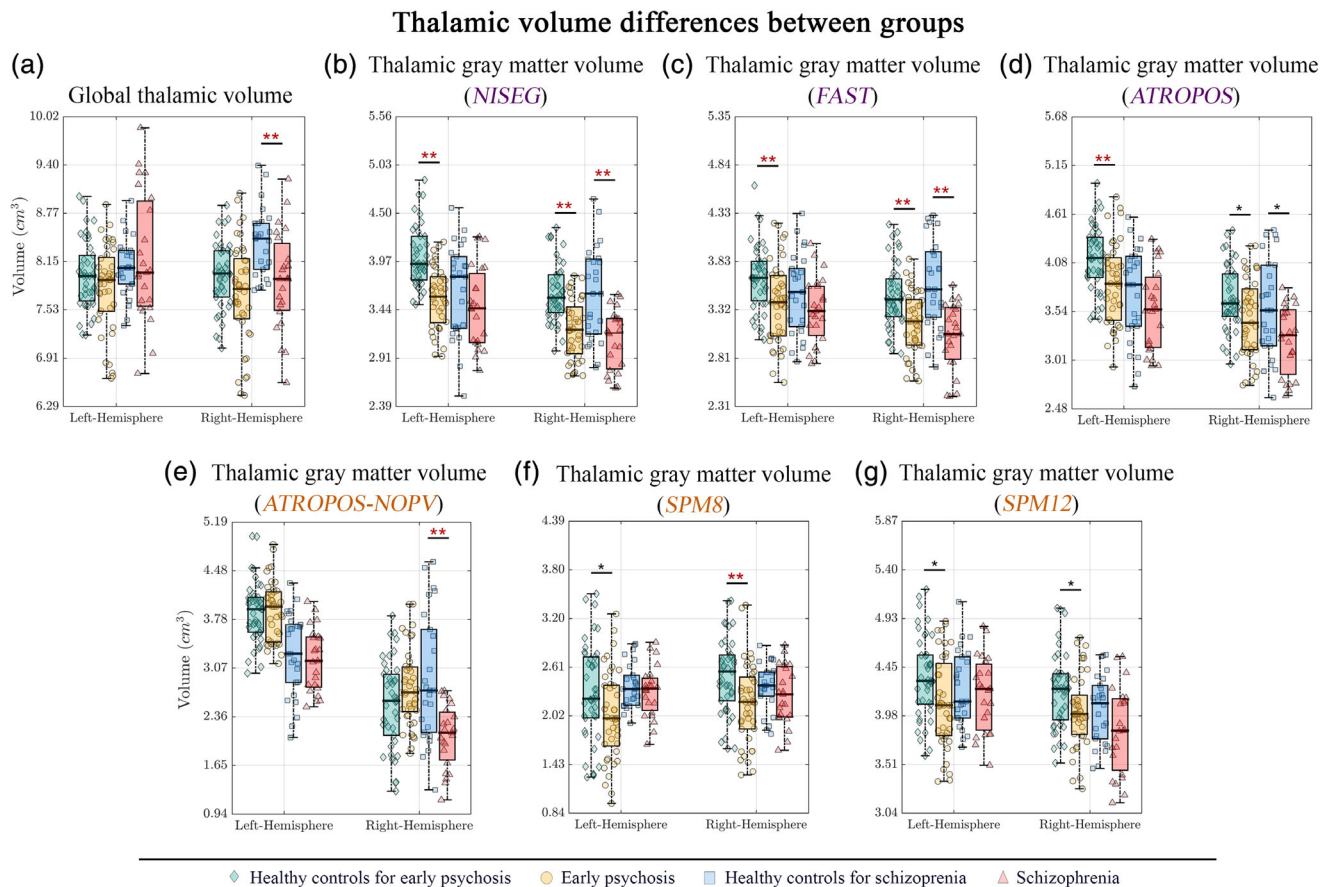 Thalamic volume differences between groups
(a)
Global thalamic volume
Volume (cm³)
10.02
9.40
8.77
8.15
7.53
6.91
6.29
**
Left-Hemisphere
Right-Hemisphere
(b)
Thalamic gray matter volume
(NISEG)
5.56
5.03
4.50
3.97
3.44
2.91
2.39
**
**
**
Left-Hemisphere
Right-Hemisphere
(c)
Thalamic gray matter volume
(FAST)
5.35
4.84
4.33
3.83
3.32
2.81
2.31
**
**
**
Left-Hemisphere
Right-Hemisphere
(d)
Thalamic gray matter volume
(ATROPOS)
5.68
5.15
4.61
4.08
3.54
3.01
2.48
**
*
*
Left-Hemisphere
Right-Hemisphere
(e)
Thalamic gray matter volume
(ATROPOS-NOPV)
Volume (cm³)
5.19
4.48
3.78
3.07
2.36
1.65
0.94
**
Left-Hemisphere
Right-Hemisphere
(f)
Thalamic gray matter volume
(SPM8)
4.39
3.80
3.20
2.61
2.02
1.43
0.84
*
**
Left-Hemisphere
Right-Hemisphere
(g)
Thalamic gray matter volume
(SPM12)
5.87
5.40
4.93
4.45
3.98
3.51
3.04
*
*
Left-Hemisphere
Right-Hemisphere
Healthy controls for early psychosis
Early psychosis
Healthy controls for schizoprenia
Schizophrenia